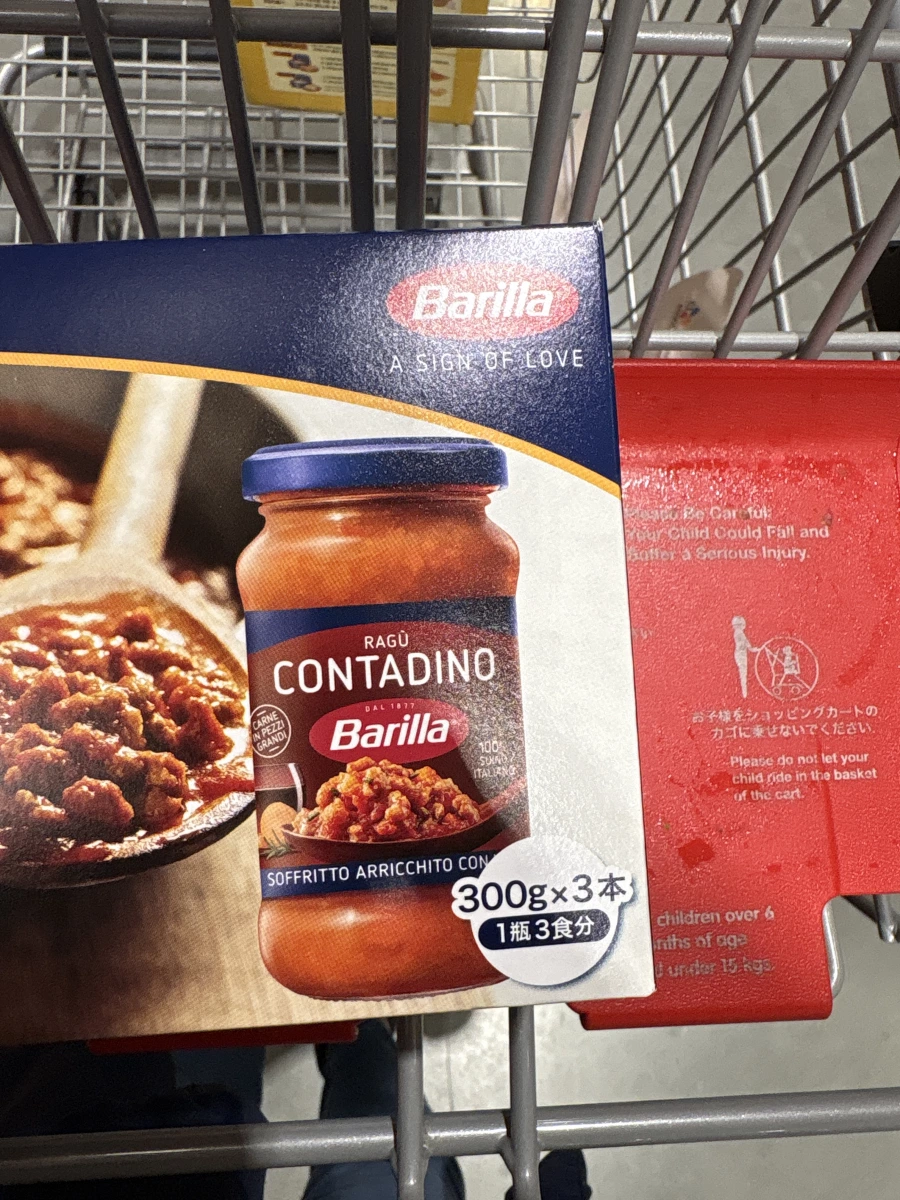 Barilla
A SIGN OF LOVE
RAGÙ
CONTADINO
DAL 1877
Barilla
CARNE
IN PEZZI
GRANDI
100%
SUINO
ITALIANO
SOFFRITTO ARRICCHITO CON
300g×3本
1瓶3食分
Please Be Careful:
Your Child Could Fall and
Suffer a Serious Injury.
お子様をショッピングカートの
カゴに乗せないでください。
Please do not let your
child ride in the basket
of the cart.
children over 6
months of age
under 15 kgs.